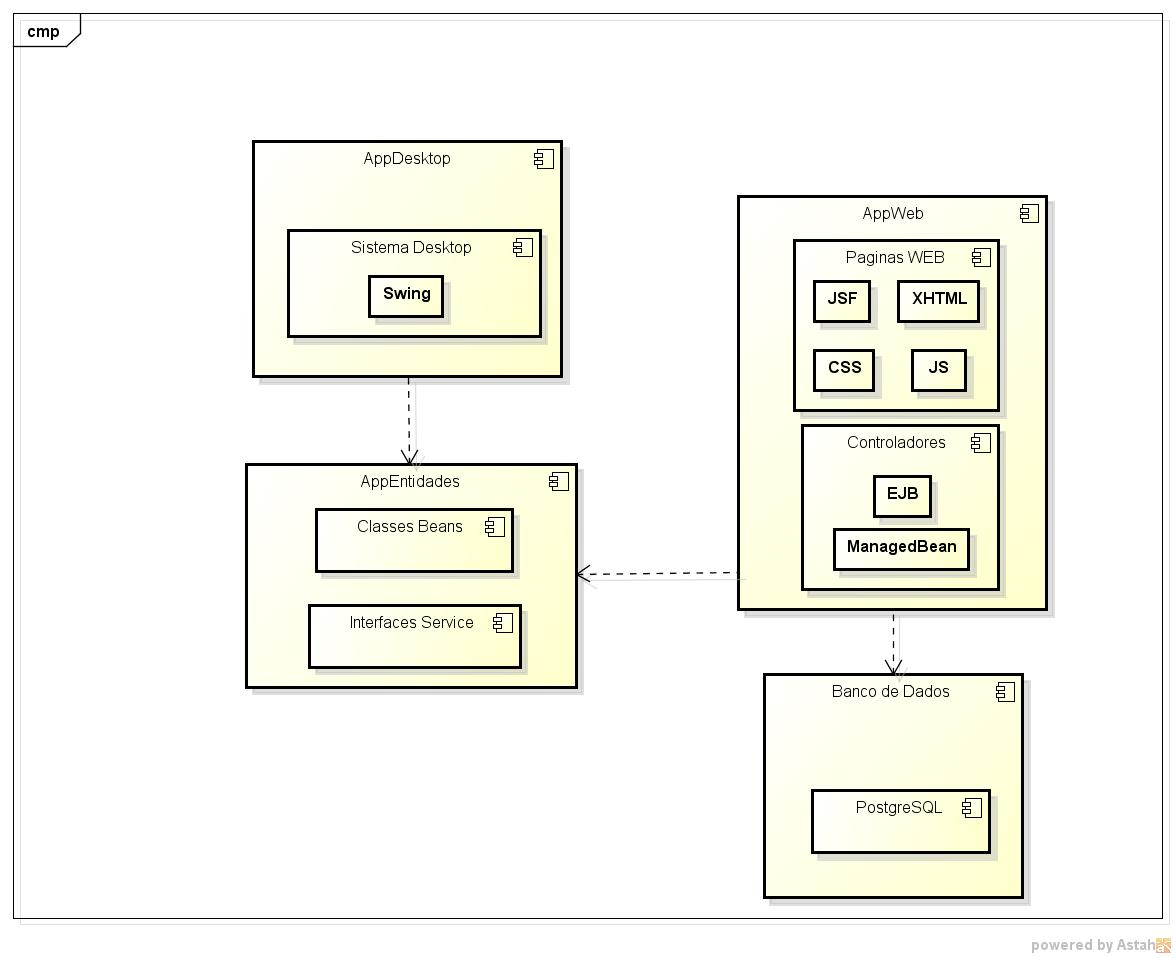 cmp
AppDesktop
Sistema Desktop
Swing
AppWeb
Paginas WEB
JSF
XHTML
CSS
JS
Controladores
EJB
ManagedBean
AppEntidades
Classes Beans
Interfaces Service
Banco de Dados
PostgreSQL
powered by Astah